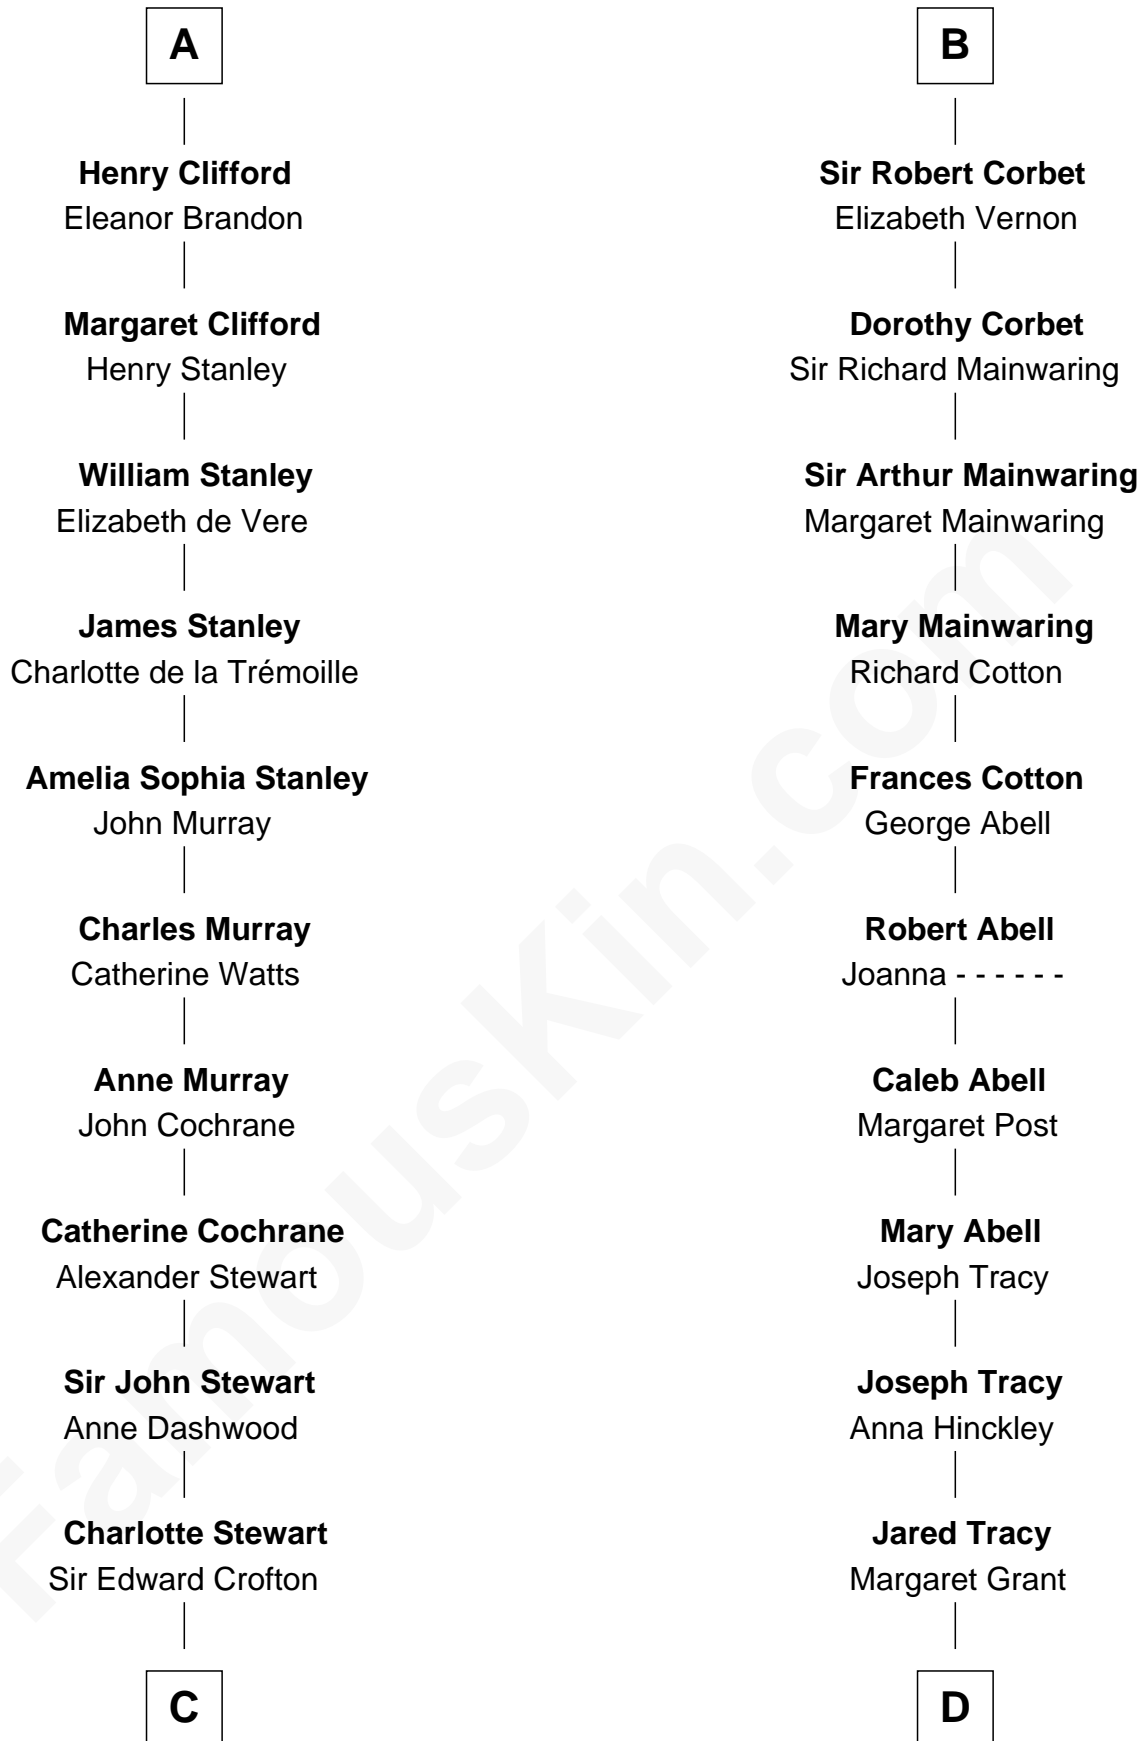 A
Henry Clifford
Eleanor Brandon
Margaret Clifford
Henry Stanley
William Stanley
Elizabeth de Vere
James Stanley
Charlotte de la Trémoille
Amelia Sophia Stanley
John Murray
Charles Murray
Catherine Watts
Anne Murray
John Cochrane
Catherine Cochrane
Alexander Stewart
Sir John Stewart
Anne Dashwood
Charlotte Stewart
Sir Edward Crofton
C
B
Sir Robert Corbet
Elizabeth Vernon
Dorothy Corbet
Sir Richard Mainwaring
Sir Arthur Mainwaring
Margaret Mainwaring
Mary Mainwaring
Richard Cotton
Frances Cotton
George Abell
Robert Abell
Joanna - - - - - -
Caleb Abell
Margaret Post
Mary Abell
Joseph Tracy
Joseph Tracy
Anna Hinckley
Jared Tracy
Margaret Grant
D
FamousKin.com